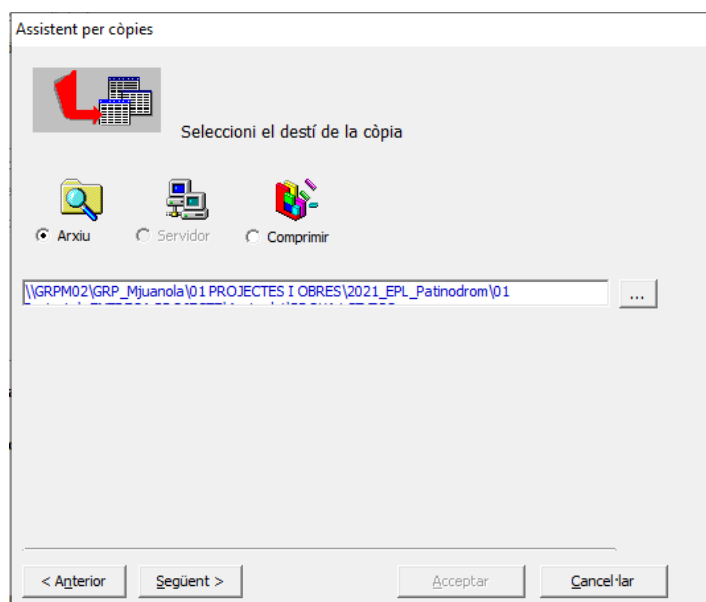 Assistent per còpies
Seleccioni el destí de la còpia
Arxiu
Servidor
Comprimir
\\GRPM02\GRP_Mjuanola\01 PROJECTES I OBRES\2021_EPL_Patinodrom\01
...
< Anterior
Següent >
Acceptar
Cancel·lar